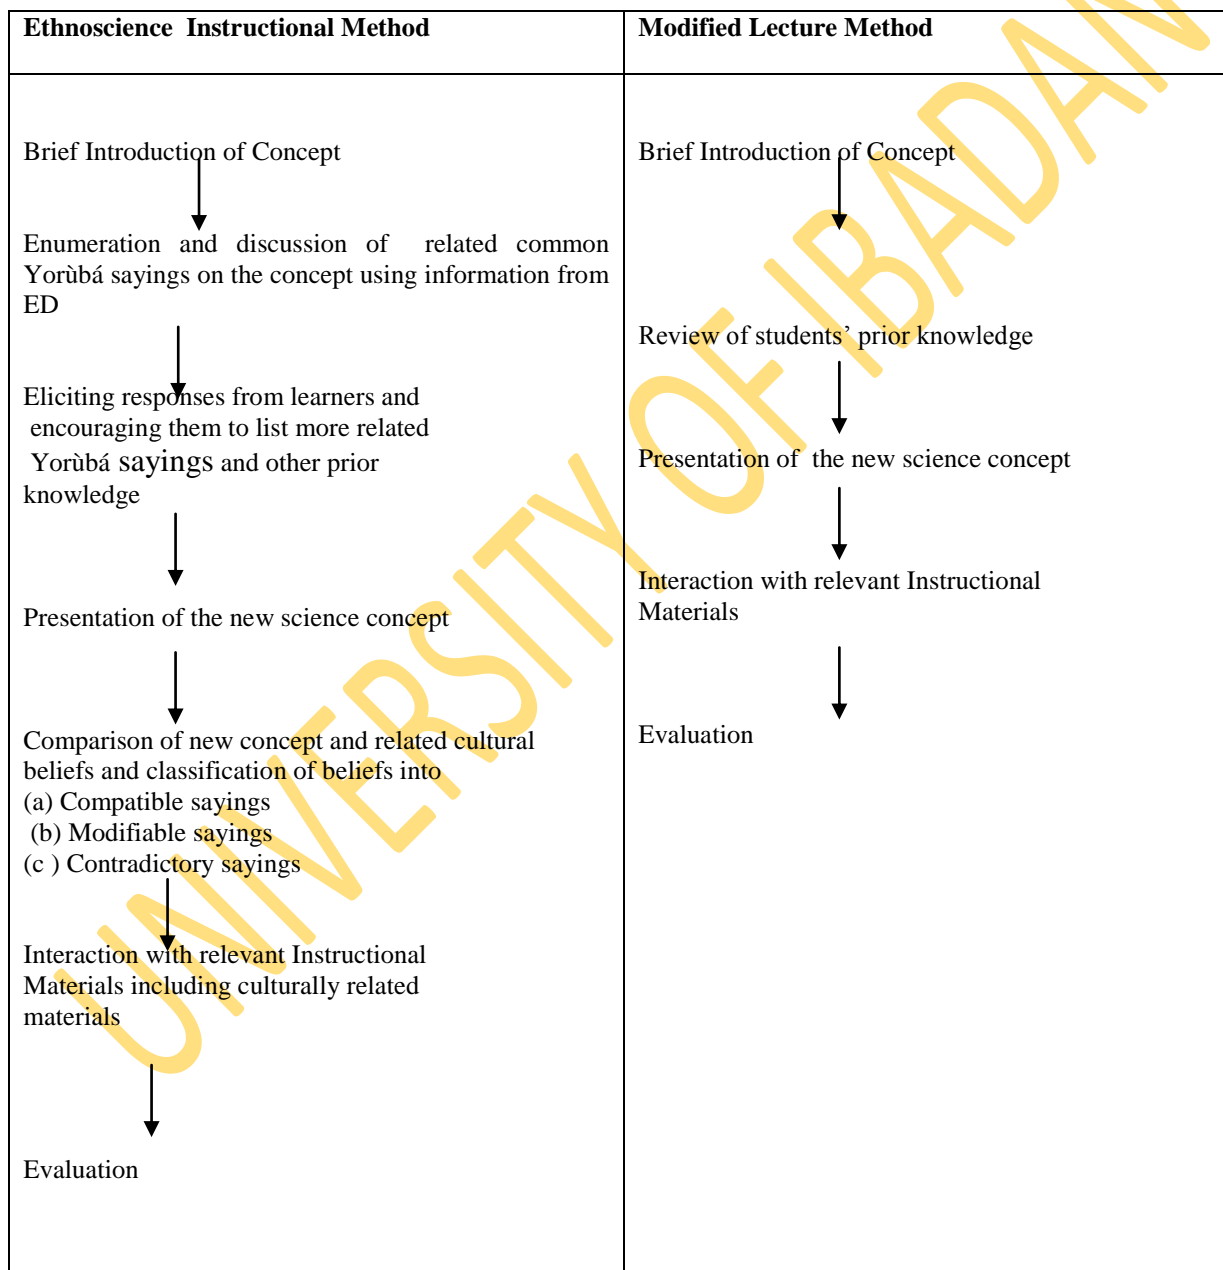 Ethnoscience Instructional Method
Brief Introduction of Concept
Enumeration and discussion of related common
Yorùbá sayings on the concept using information from
ED
Eliciting responses from learners and
encouraging them to list more related
Yorùbá sayings and other prior
knowledge
Presentation of the new science concept
Comparison of new concept and related cultural
beliefs and classification of beliefs into
(a) Compatible sayings
(b) Modifiable sayings
(c ) Contradictory sayings
Interaction with relevant Instructional
Materials including culturally related
materials
Evaluation
Modified Lecture Method
Brief Introduction of Concept
Review of students’ prior knowledge
Presentation of the new science concept
Interaction with relevant Instructional
Materials
Evaluation
UNIVERSITY OF IBADAN